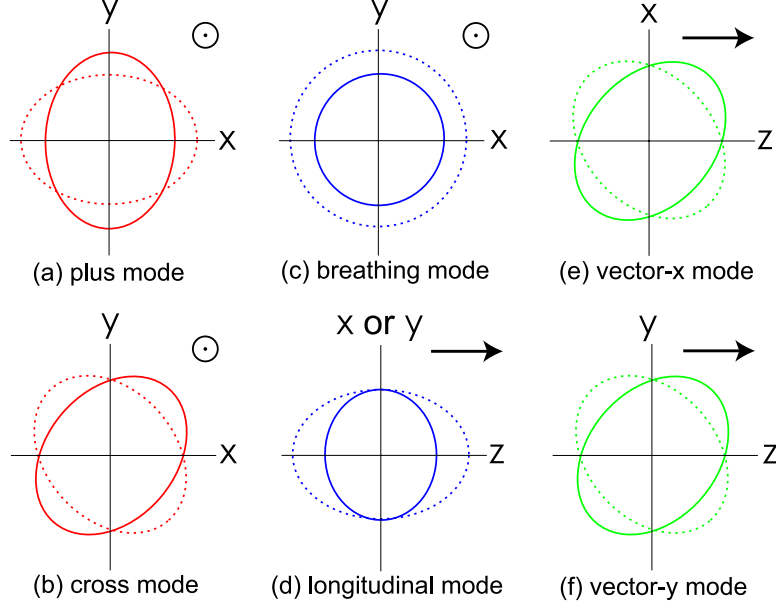 y
x
(a) plus mode
y
x
(c) breathing mode
x
z
(e) vector-x mode
y
x
(b) cross mode
x or y
z
(d) longitudinal mode
y
z
(f) vector-y mode